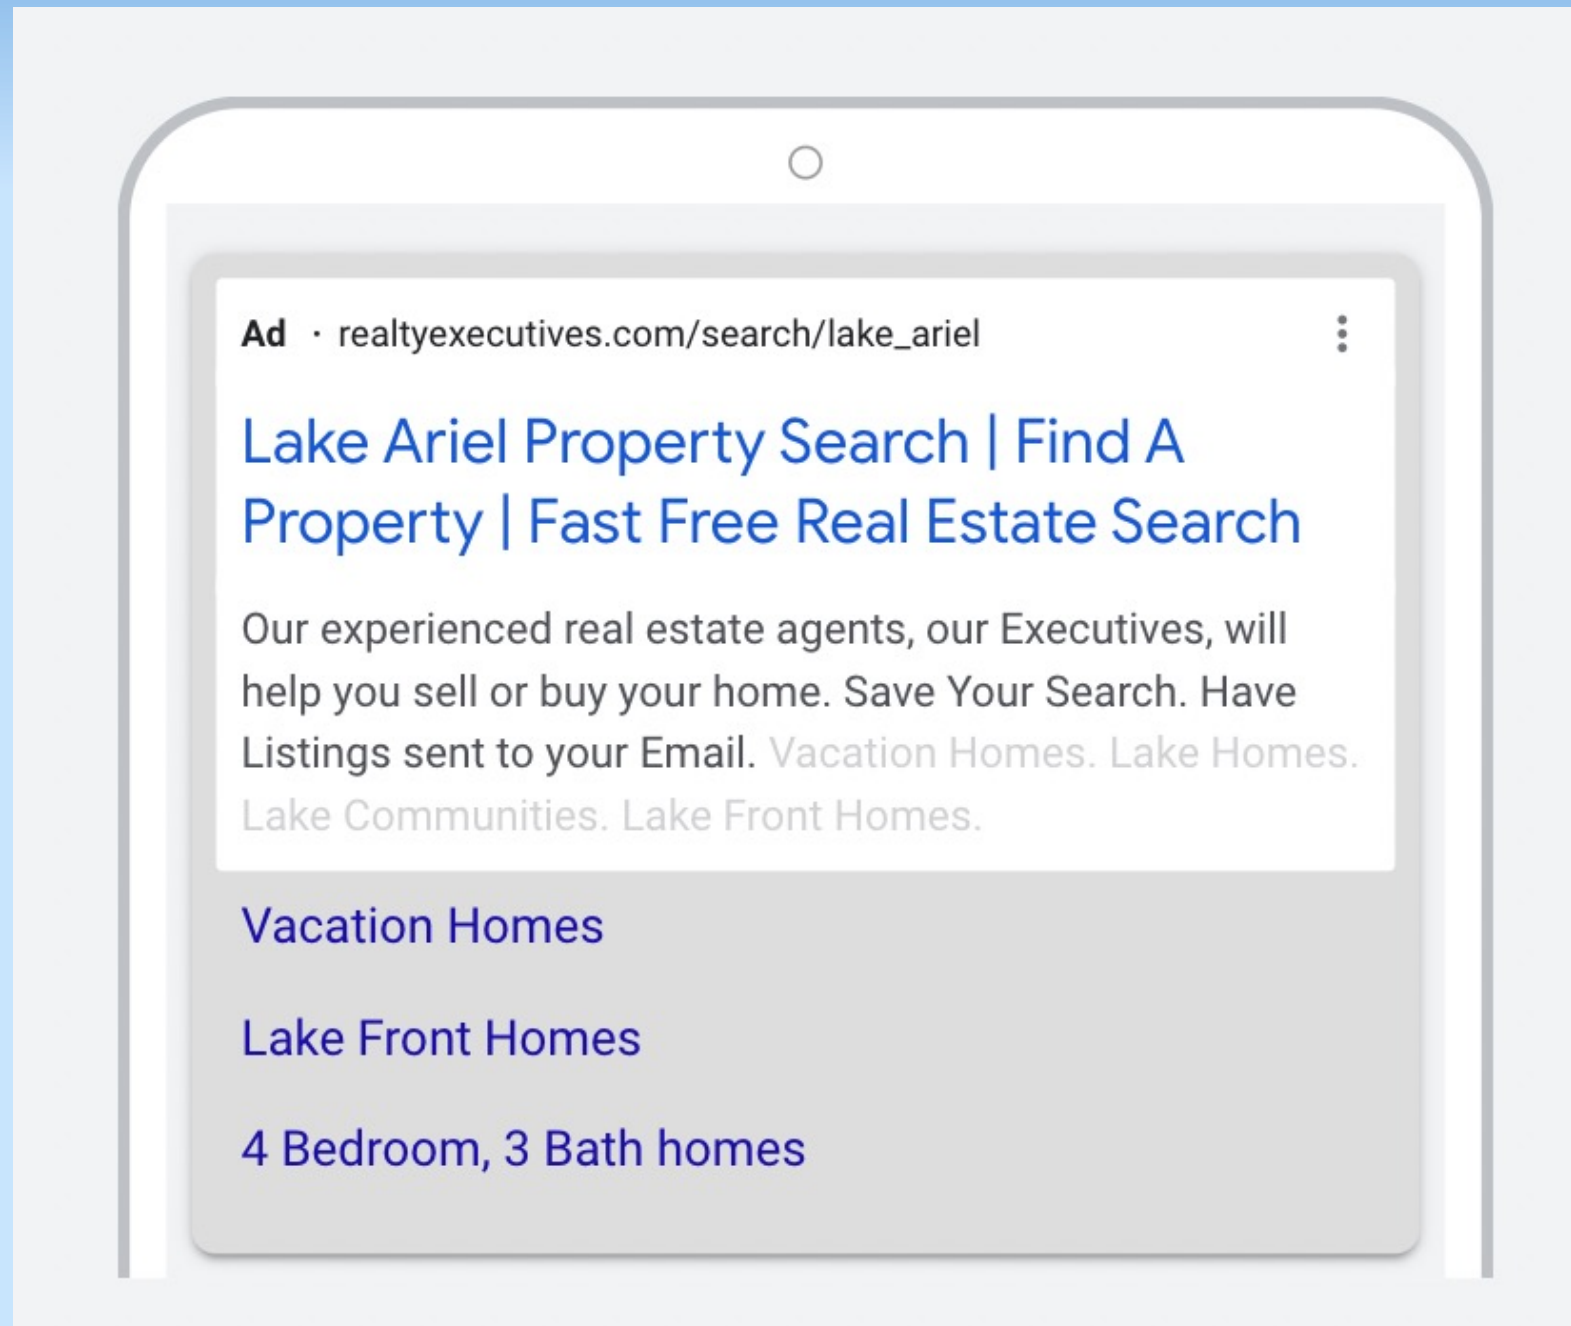 Ad · realtyexecutives.com/search/lake_ariel
Lake Ariel Property Search | Find A
Property | Fast Free Real Estate Search
Our experienced real estate agents, our Executives, will
help you sell or buy your home. Save Your Search. Have
Listings sent to your Email. Vacation Homes. Lake Homes.
Lake Communities. Lake Front Homes.
Vacation Homes
Lake Front Homes
4 Bedroom, 3 Bath homes